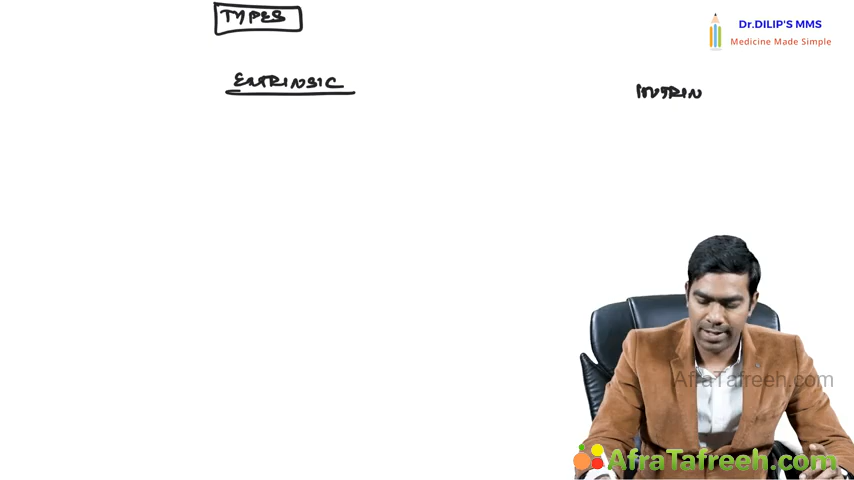 TYPES
Dr.DILIP'S MMS
Medicine Made Simple
EXTRINSIC
INTRIN
AfraTafreeh.com
AfraTafreeh.com